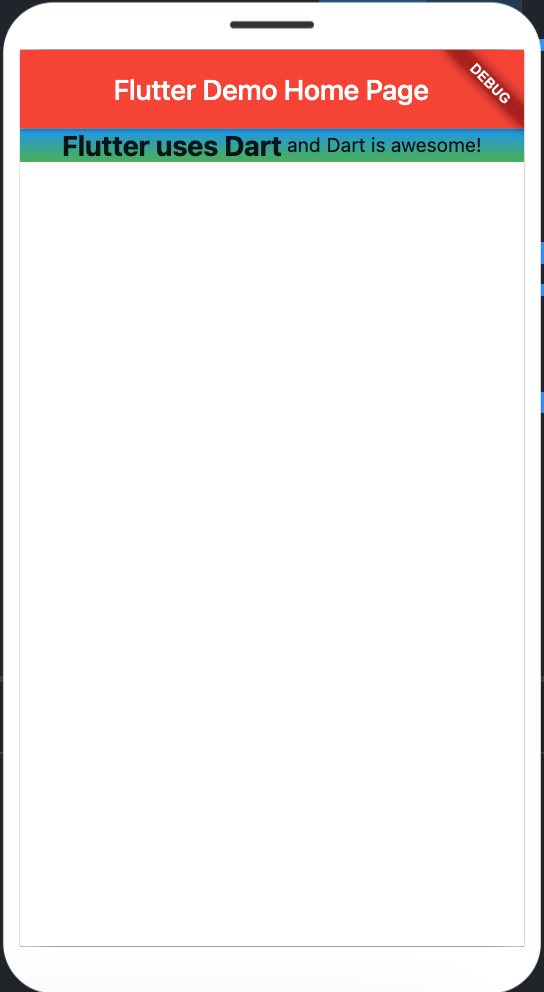 Flutter Demo Home Page
DEBUG
Flutter uses Dart and Dart is awesome!